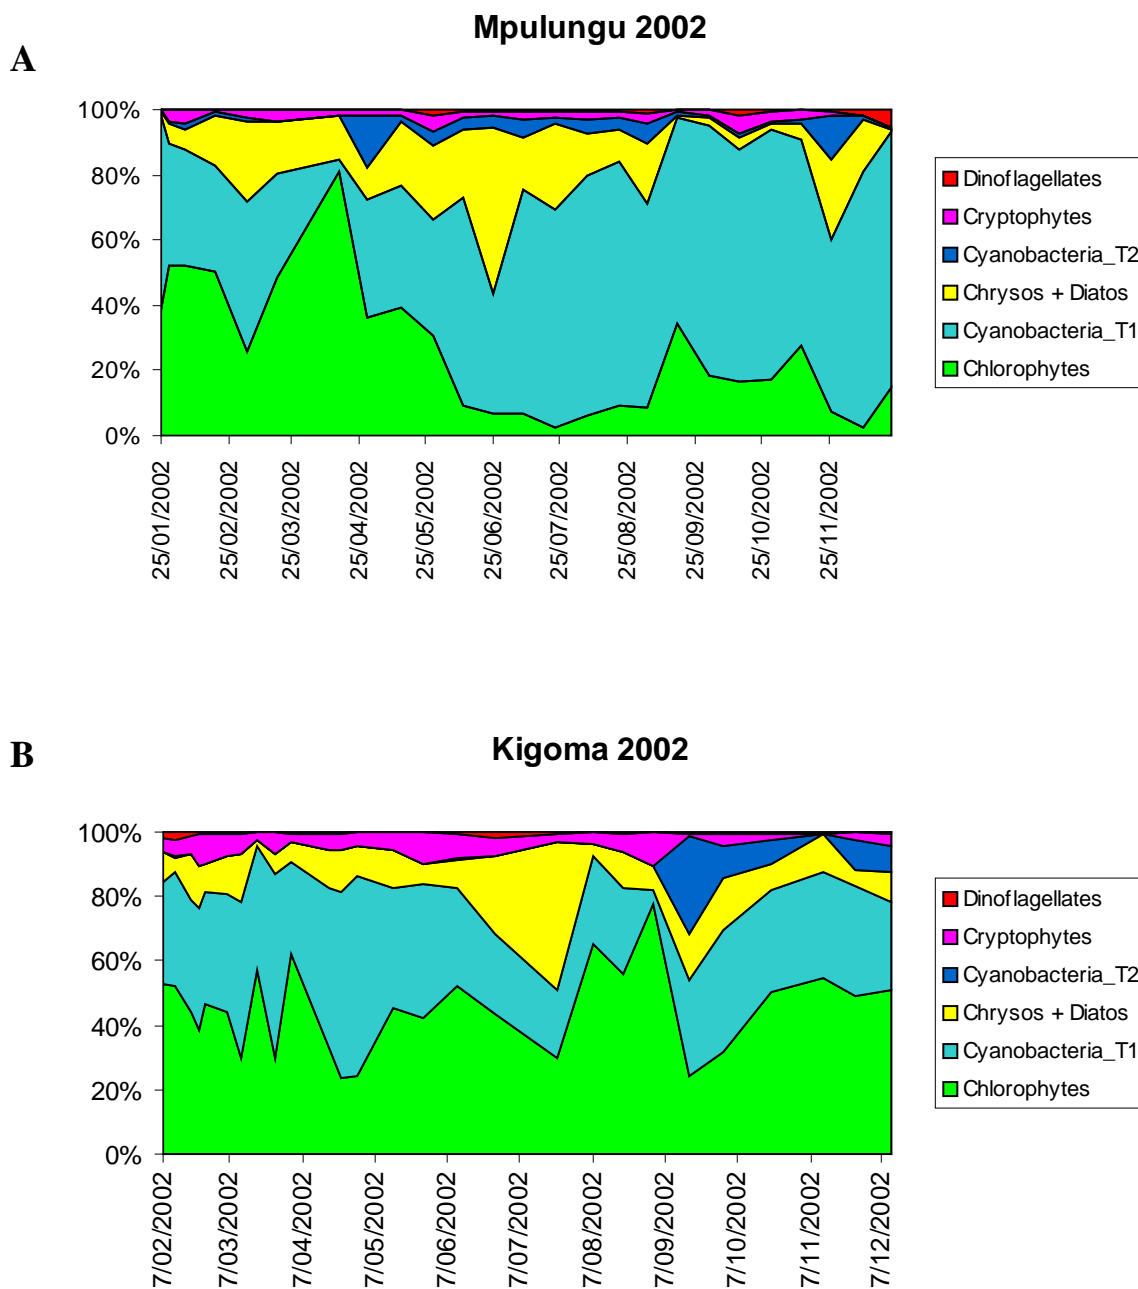 Mpulungu 2002
A
100%
80%
60%
40%
20%
0%
25/01/2002
25/02/2002
25/03/2002
25/04/2002
25/05/2002
25/06/2002
25/07/2002
25/08/2002
25/09/2002
25/10/2002
25/11/2002
Dinoflagellates
Cryptophytes
Cyanobacteria_T2
Chrysos + Diatos
Cyanobacteria_T1
Chlorophytes
B
Kigoma 2002
100%
80%
60%
40%
20%
0%
7/02/2002
7/03/2002
7/04/2002
7/05/2002
7/06/2002
7/07/2002
7/08/2002
7/09/2002
7/10/2002
7/11/2002
7/12/2002
Dinoflagellates
Cryptophytes
Cyanobacteria_T2
Chrysos + Diatos
Cyanobacteria_T1
Chlorophytes